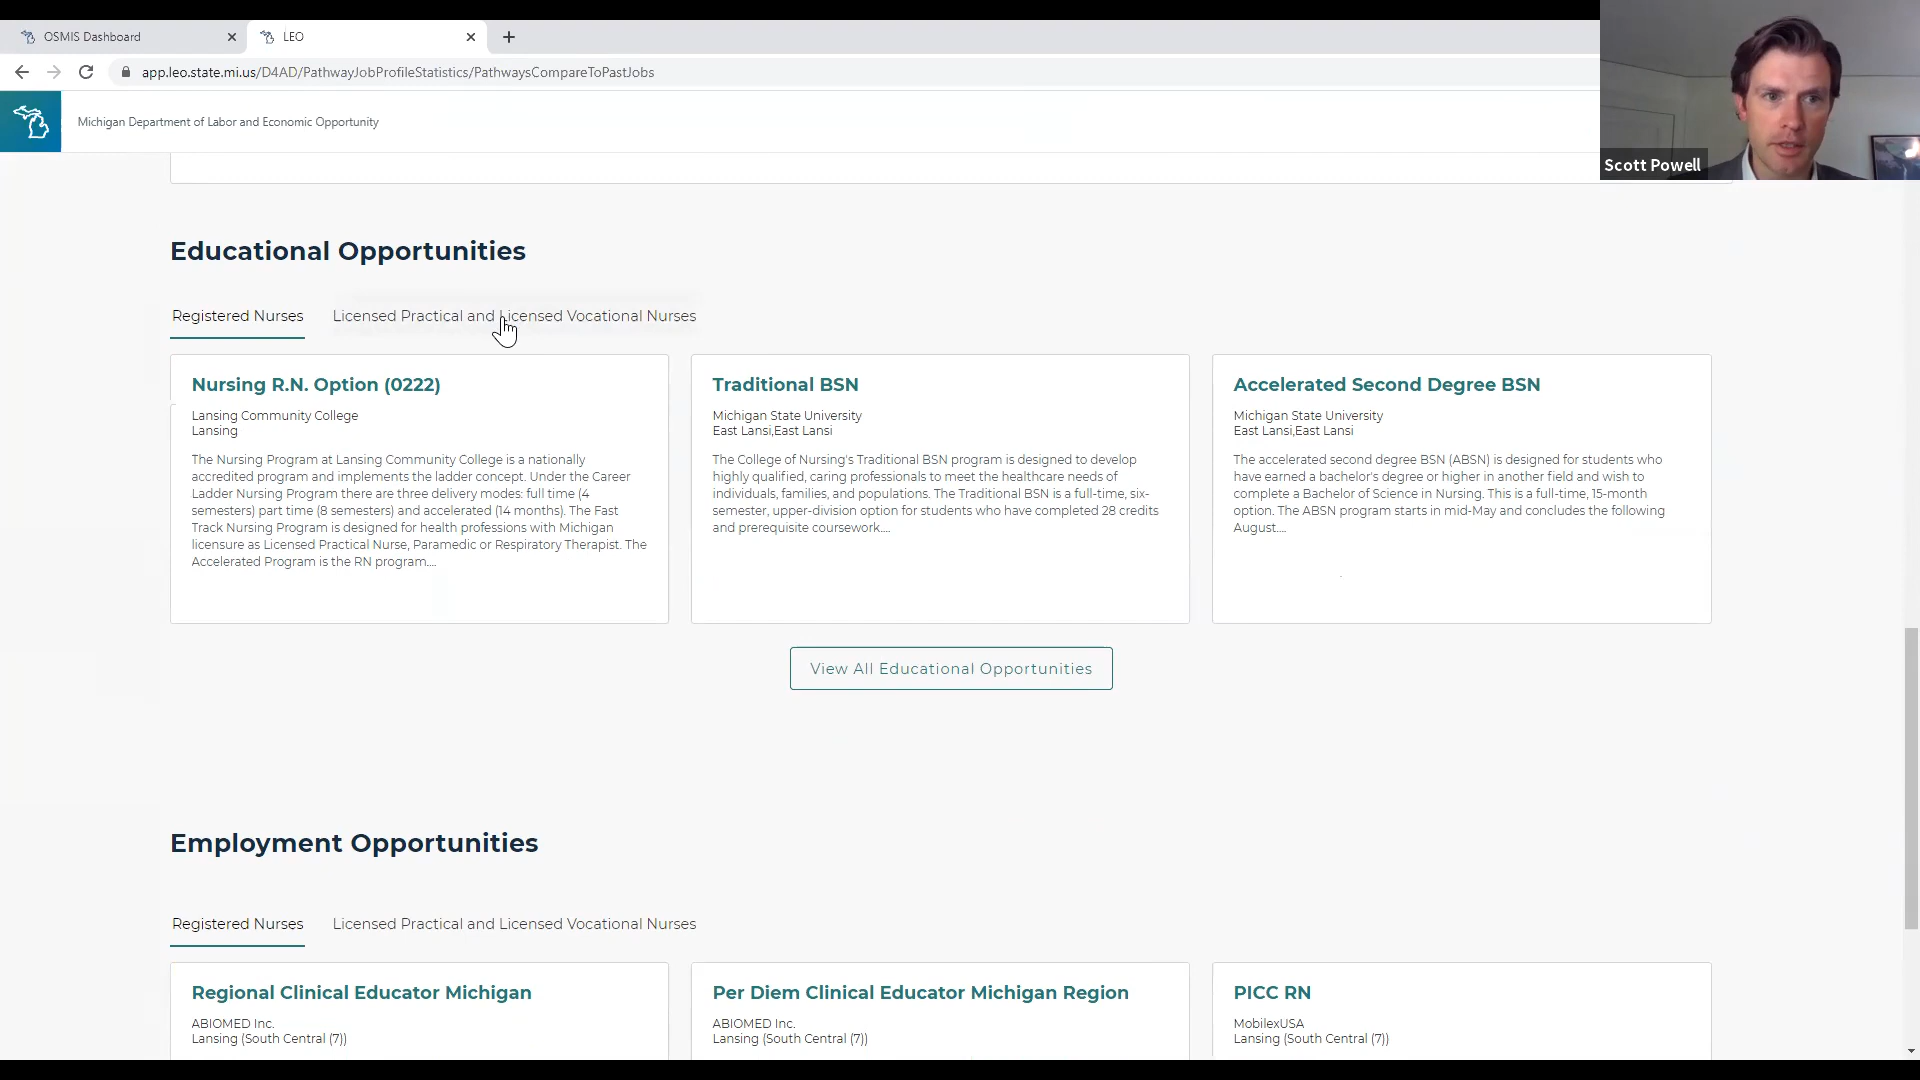 OSMIS Dashboard
LEO
app.leo.state.mi.us/D4AD/PathwayJobProfileStatistics/PathwaysCompareToPastJobs
Michigan Department of Labor and Economic Opportunity
Scott Powell
Educational Opportunities
Registered Nurses
Licensed Practical and Licensed Vocational Nurses
Nursing R.N. Option (0222)
Lansing Community College
Lansing
The Nursing Program at Lansing Community College is a nationally
accredited program and implements the ladder concept. Under the Career
Ladder Nursing Program there are three delivery modes: full time (4
semesters) part time (8 semesters) and accelerated (14 months). The Fast
Track Nursing Program is designed for health professions with Michigan
licensure as Licensed Practical Nurse, Paramedic or Respiratory Therapist. The
Accelerated Program is the RN program....
Traditional BSN
Michigan State University
East Lansi,East Lansi
The College of Nursing's Traditional BSN program is designed to develop
highly qualified, caring professionals to meet the healthcare needs of
individuals, families, and populations. The Traditional BSN is a full-time, six-
semester, upper-division option for students who have completed 28 credits
and prerequisite coursework....
Accelerated Second Degree BSN
Michigan State University
East Lansi,East Lansi
The accelerated second degree BSN (ABSN) is designed for students who
have earned a bachelor's degree or higher in another field and wish to
complete a Bachelor of Science in Nursing. This is a full-time, 15-month
option. The ABSN program starts in mid-May and concludes the following
August....
View All Educational Opportunities
Employment Opportunities
Registered Nurses
Licensed Practical and Licensed Vocational Nurses
Regional Clinical Educator Michigan
ABIOMED Inc.
Lansing (South Central (7))
Per Diem Clinical Educator Michigan Region
ABIOMED Inc.
Lansing (South Central (7))
PICC RN
MobilexUSA
Lansing (South Central (7))